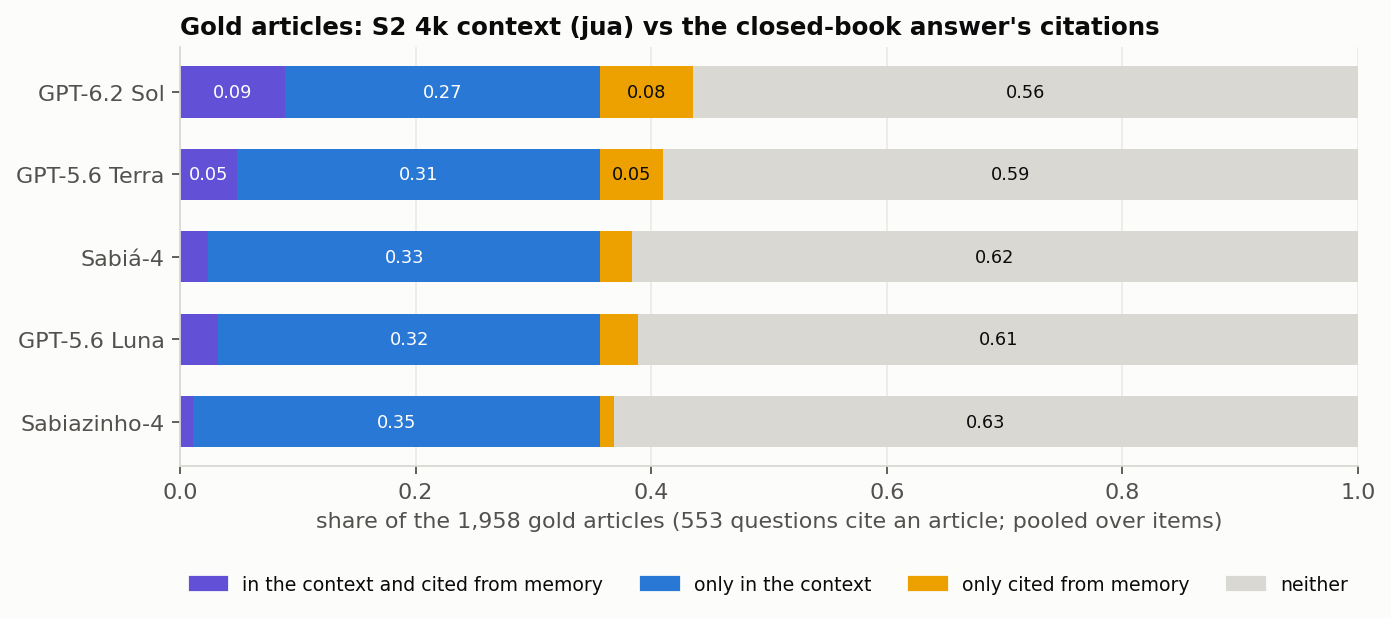 Gold articles: S2 4k context (jua) vs the closed-book answer's citations
GPT-6.2 Sol 0.09 0.27 0.08 0.56
GPT-5.6 Terra 0.05 0.31 0.05 0.59
Sabiá-4 0.33 0.62
GPT-5.6 Luna 0.32 0.61
Sabiazinho-4 0.35 0.63
0.0 0.2 0.4 0.6 0.8 1.0
share of the 1,958 gold articles (553 questions cite an article; pooled over items)
in the context and cited from memory only in the context only cited from memory neither